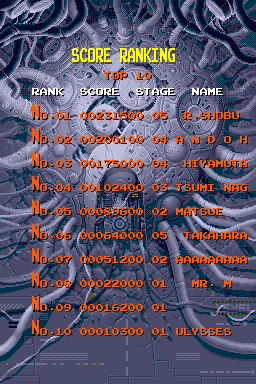 SCORE RANKING
TOP 10
RANK SCORE STAGE NAME
No.01 00231500 05 R.SHOBU
No.02 00200100 04 A N D O H
No.03 00175000 04 HIYAMUTA
No.04 00102400 03 TSUMI NAG
No.05 00089600 02 MATSUE
No.06 00064000 05 TAKAHARA
No.07 00051200 02 AAAAAAAAA
No.08 00022000 01 MR. M
No.09 00016200 01
No.10 00010300 01 ULYSSES